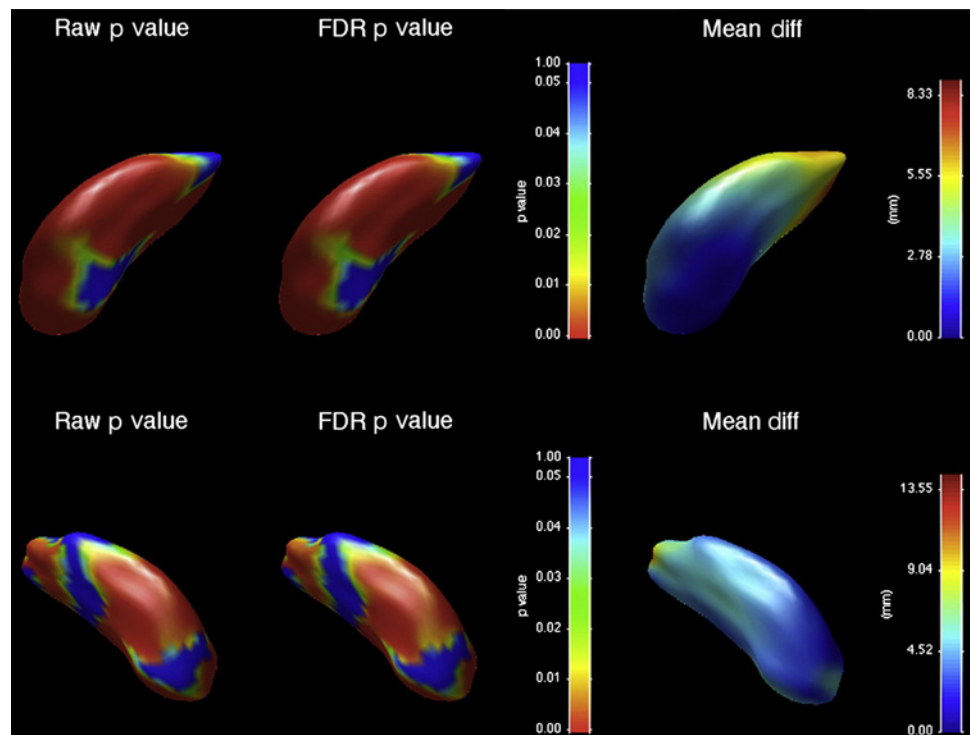 Raw p value
FDR p value
Mean diff
1.00
0.05
0.04
0.03
0.02
0.01
0.00
p value
8.33
5.55
2.78
0.00
(mm)
Raw p value
FDR p value
Mean diff
1.00
0.05
0.04
0.03
0.02
0.01
0.00
p value
13.55
9.04
4.52
0.00
(mm)